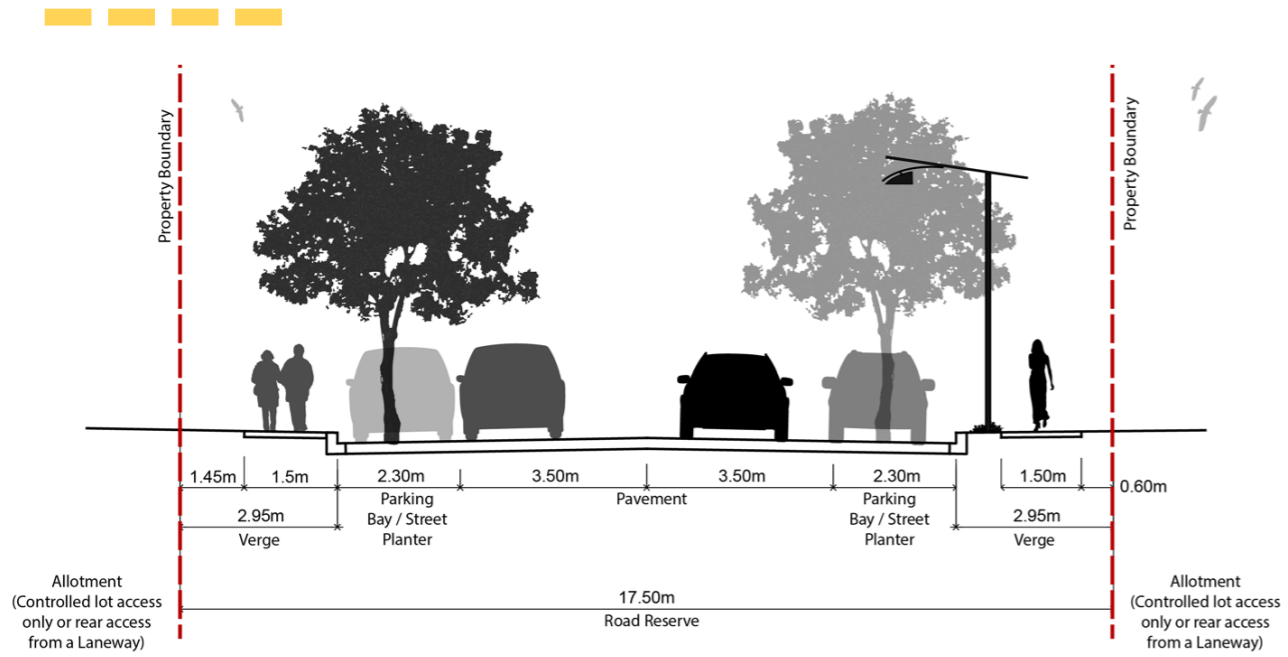 Property Boundary
Property Boundary
1.45m
1.5m
2.30m
3.50m
3.50m
2.30m
1.50m
0.60m
Parking
Bay / Street
Planter
Pavement
Parking
Bay / Street
Planter
2.95m
Verge
2.95m
Verge
Allotment
(Controlled lot access
only or rear access
from a Laneway)
17.50m
Road Reserve
Allotment
(Controlled lot access
only or rear access
from a Laneway)